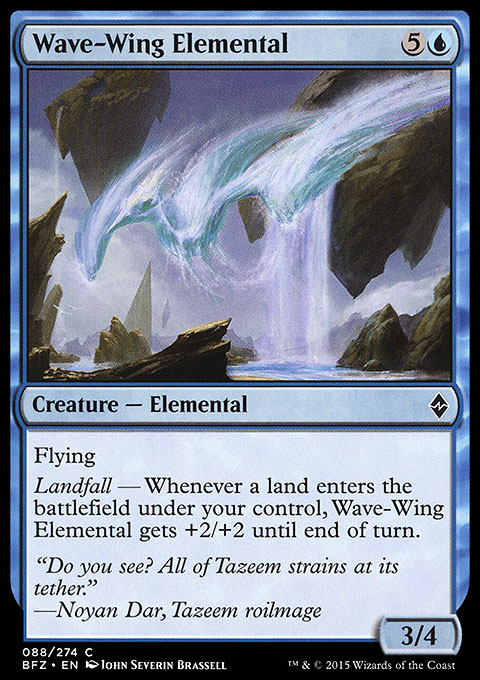 Wave-Wing Elemental 5
Creature — Elemental
Flying
Landfall — Whenever a land enters the
battlefield under your control, Wave-Wing
Elemental gets +2/+2 until end of turn.
“Do you see? All of Tazeem strains at its
tether.”
—Noyan Dar, Tazeem roilmage
3/4
088/274 C
BFZ • EN John Severin Brassell
™ & © 2015 Wizards of the Coast